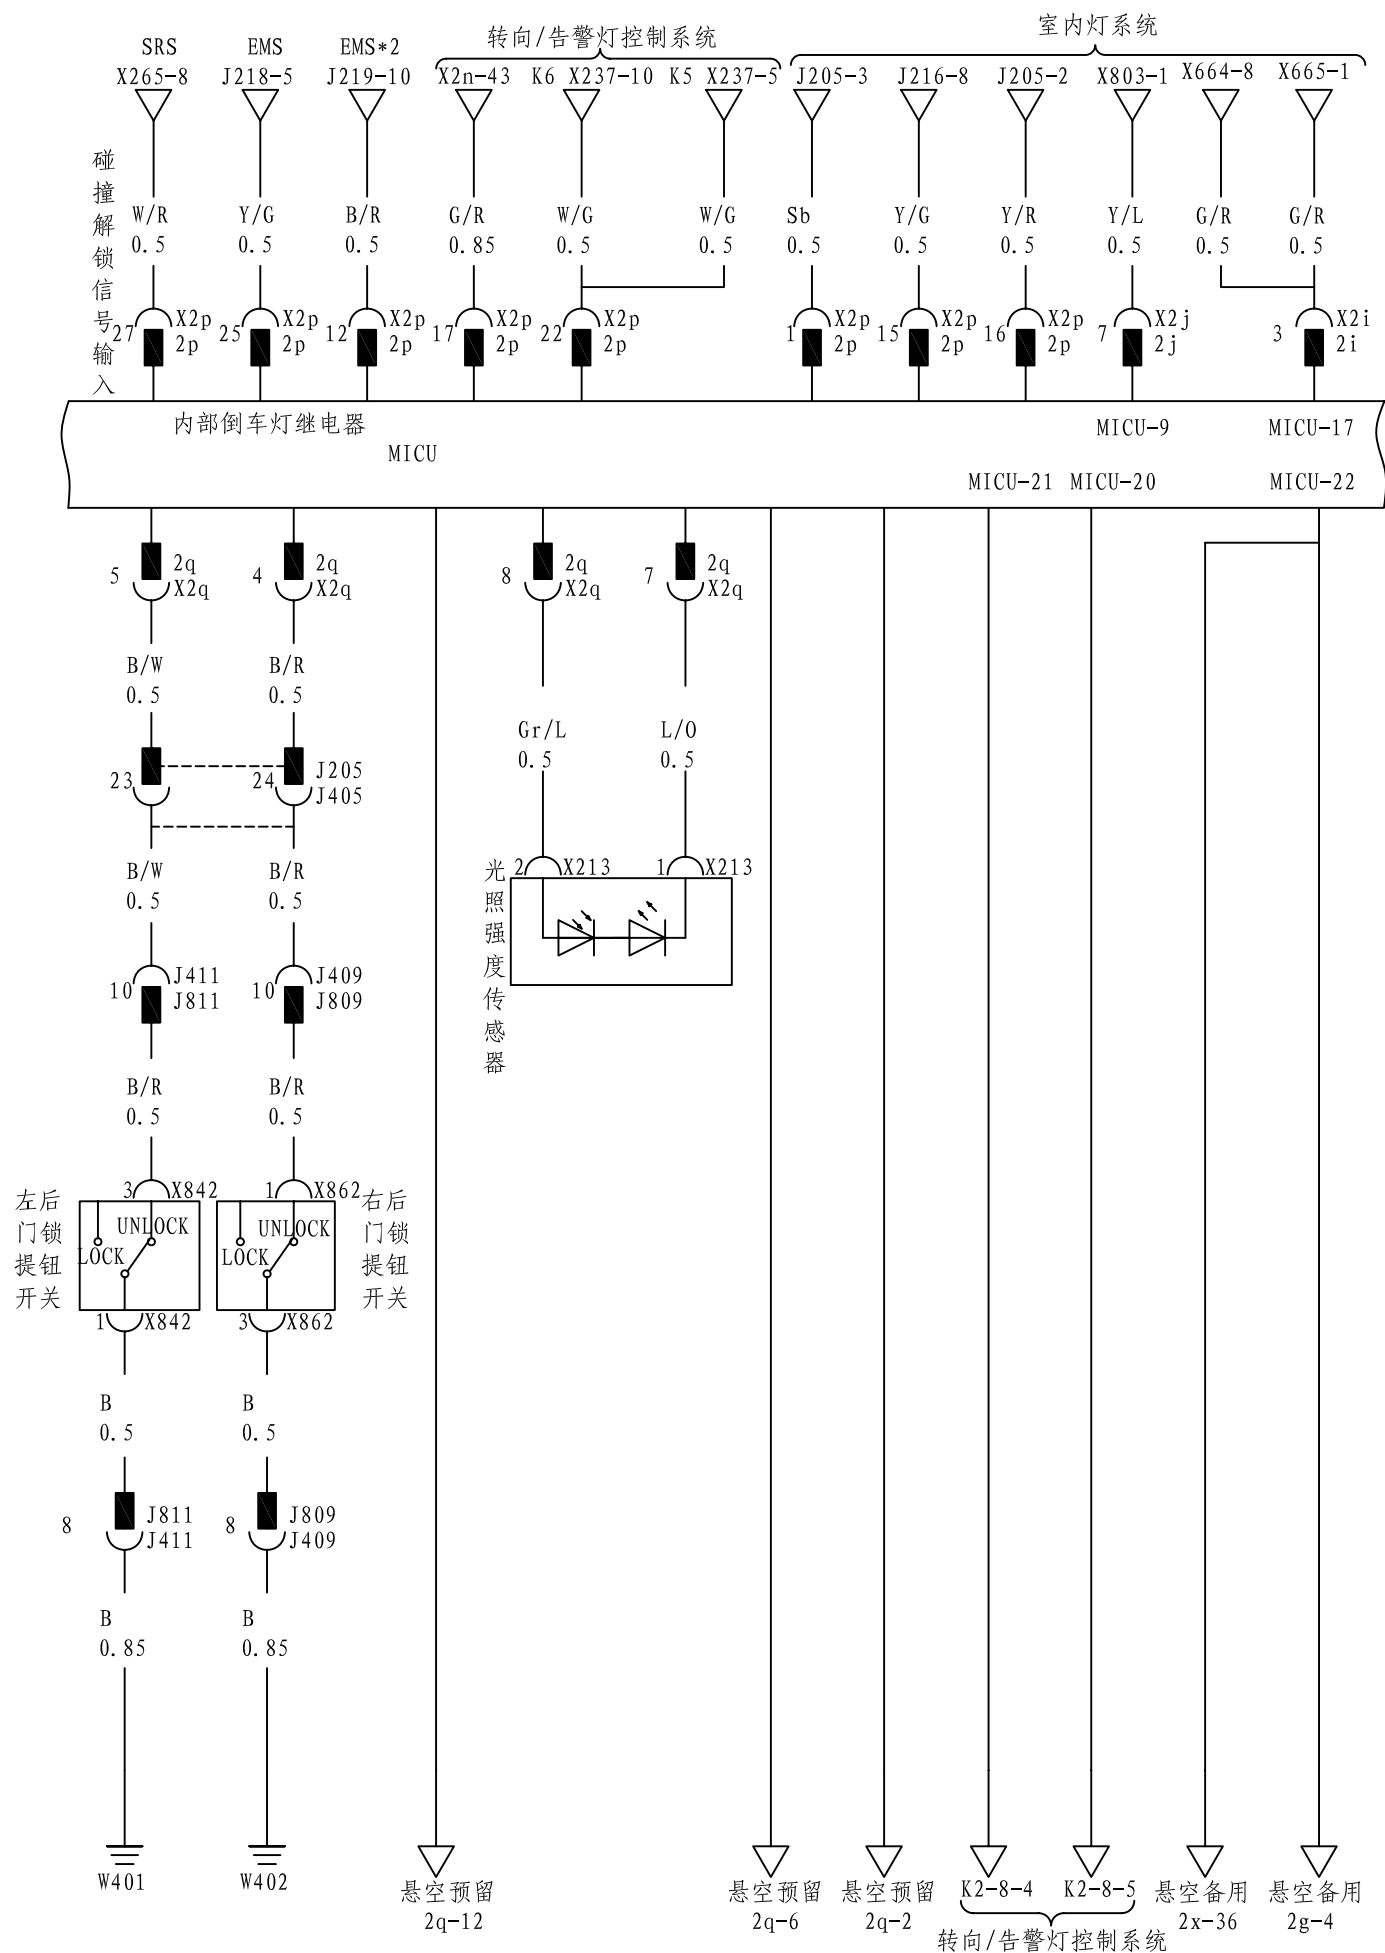 转向/告警灯控制系统
室内灯系统
SRS
EMS
EMS*2
X265-8
J218-5
J219-10
X2n-43
K6
X237-10
K5
X237-5
J205-3
J216-8
J205-2
X803-1
X664-8
X665-1
碰撞解锁信号输入
W/R
Y/G
B/R
G/R
W/G
W/G
Sb
Y/G
Y/R
Y/L
G/R
G/R
0.5
0.5
0.5
0.85
0.5
0.5
0.5
0.5
0.5
0.5
0.5
0.5
27
X2p
2p
25
X2p
2p
12
X2p
2p
17
X2p
2p
22
X2p
2p
1
X2p
2p
15
X2p
2p
16
X2p
2p
7
X2j
2j
3
X2i
2i
内部倒车灯继电器
MICU
MICU-9
MICU-17
MICU-21
MICU-20
MICU-22
5
2q
X2q
4
2q
X2q
8
2q
X2q
7
2q
X2q
B/W
0.5
B/R
0.5
Gr/L
0.5
L/O
0.5
23
24
J205
J405
B/W
0.5
B/R
0.5
光照强度传感器
2
X213
1
X213
10
J411
J811
10
J409
J809
B/R
0.5
B/R
0.5
左后
门锁
提钮
开关
3
X842
UNLOCK
LOCK
1
X842
1
X862
UNLOCK
LOCK
3
X862
右后
门锁
提钮
开关
B
0.5
B
0.5
8
J811
J411
8
J809
J409
B
0.85
B
0.85
W401
W402
悬空预留
2q-12
悬空预留
2q-6
悬空预留
2q-2
K2-8-4
K2-8-5
转向/告警灯控制系统
悬空备用
2x-36
悬空备用
2g-4